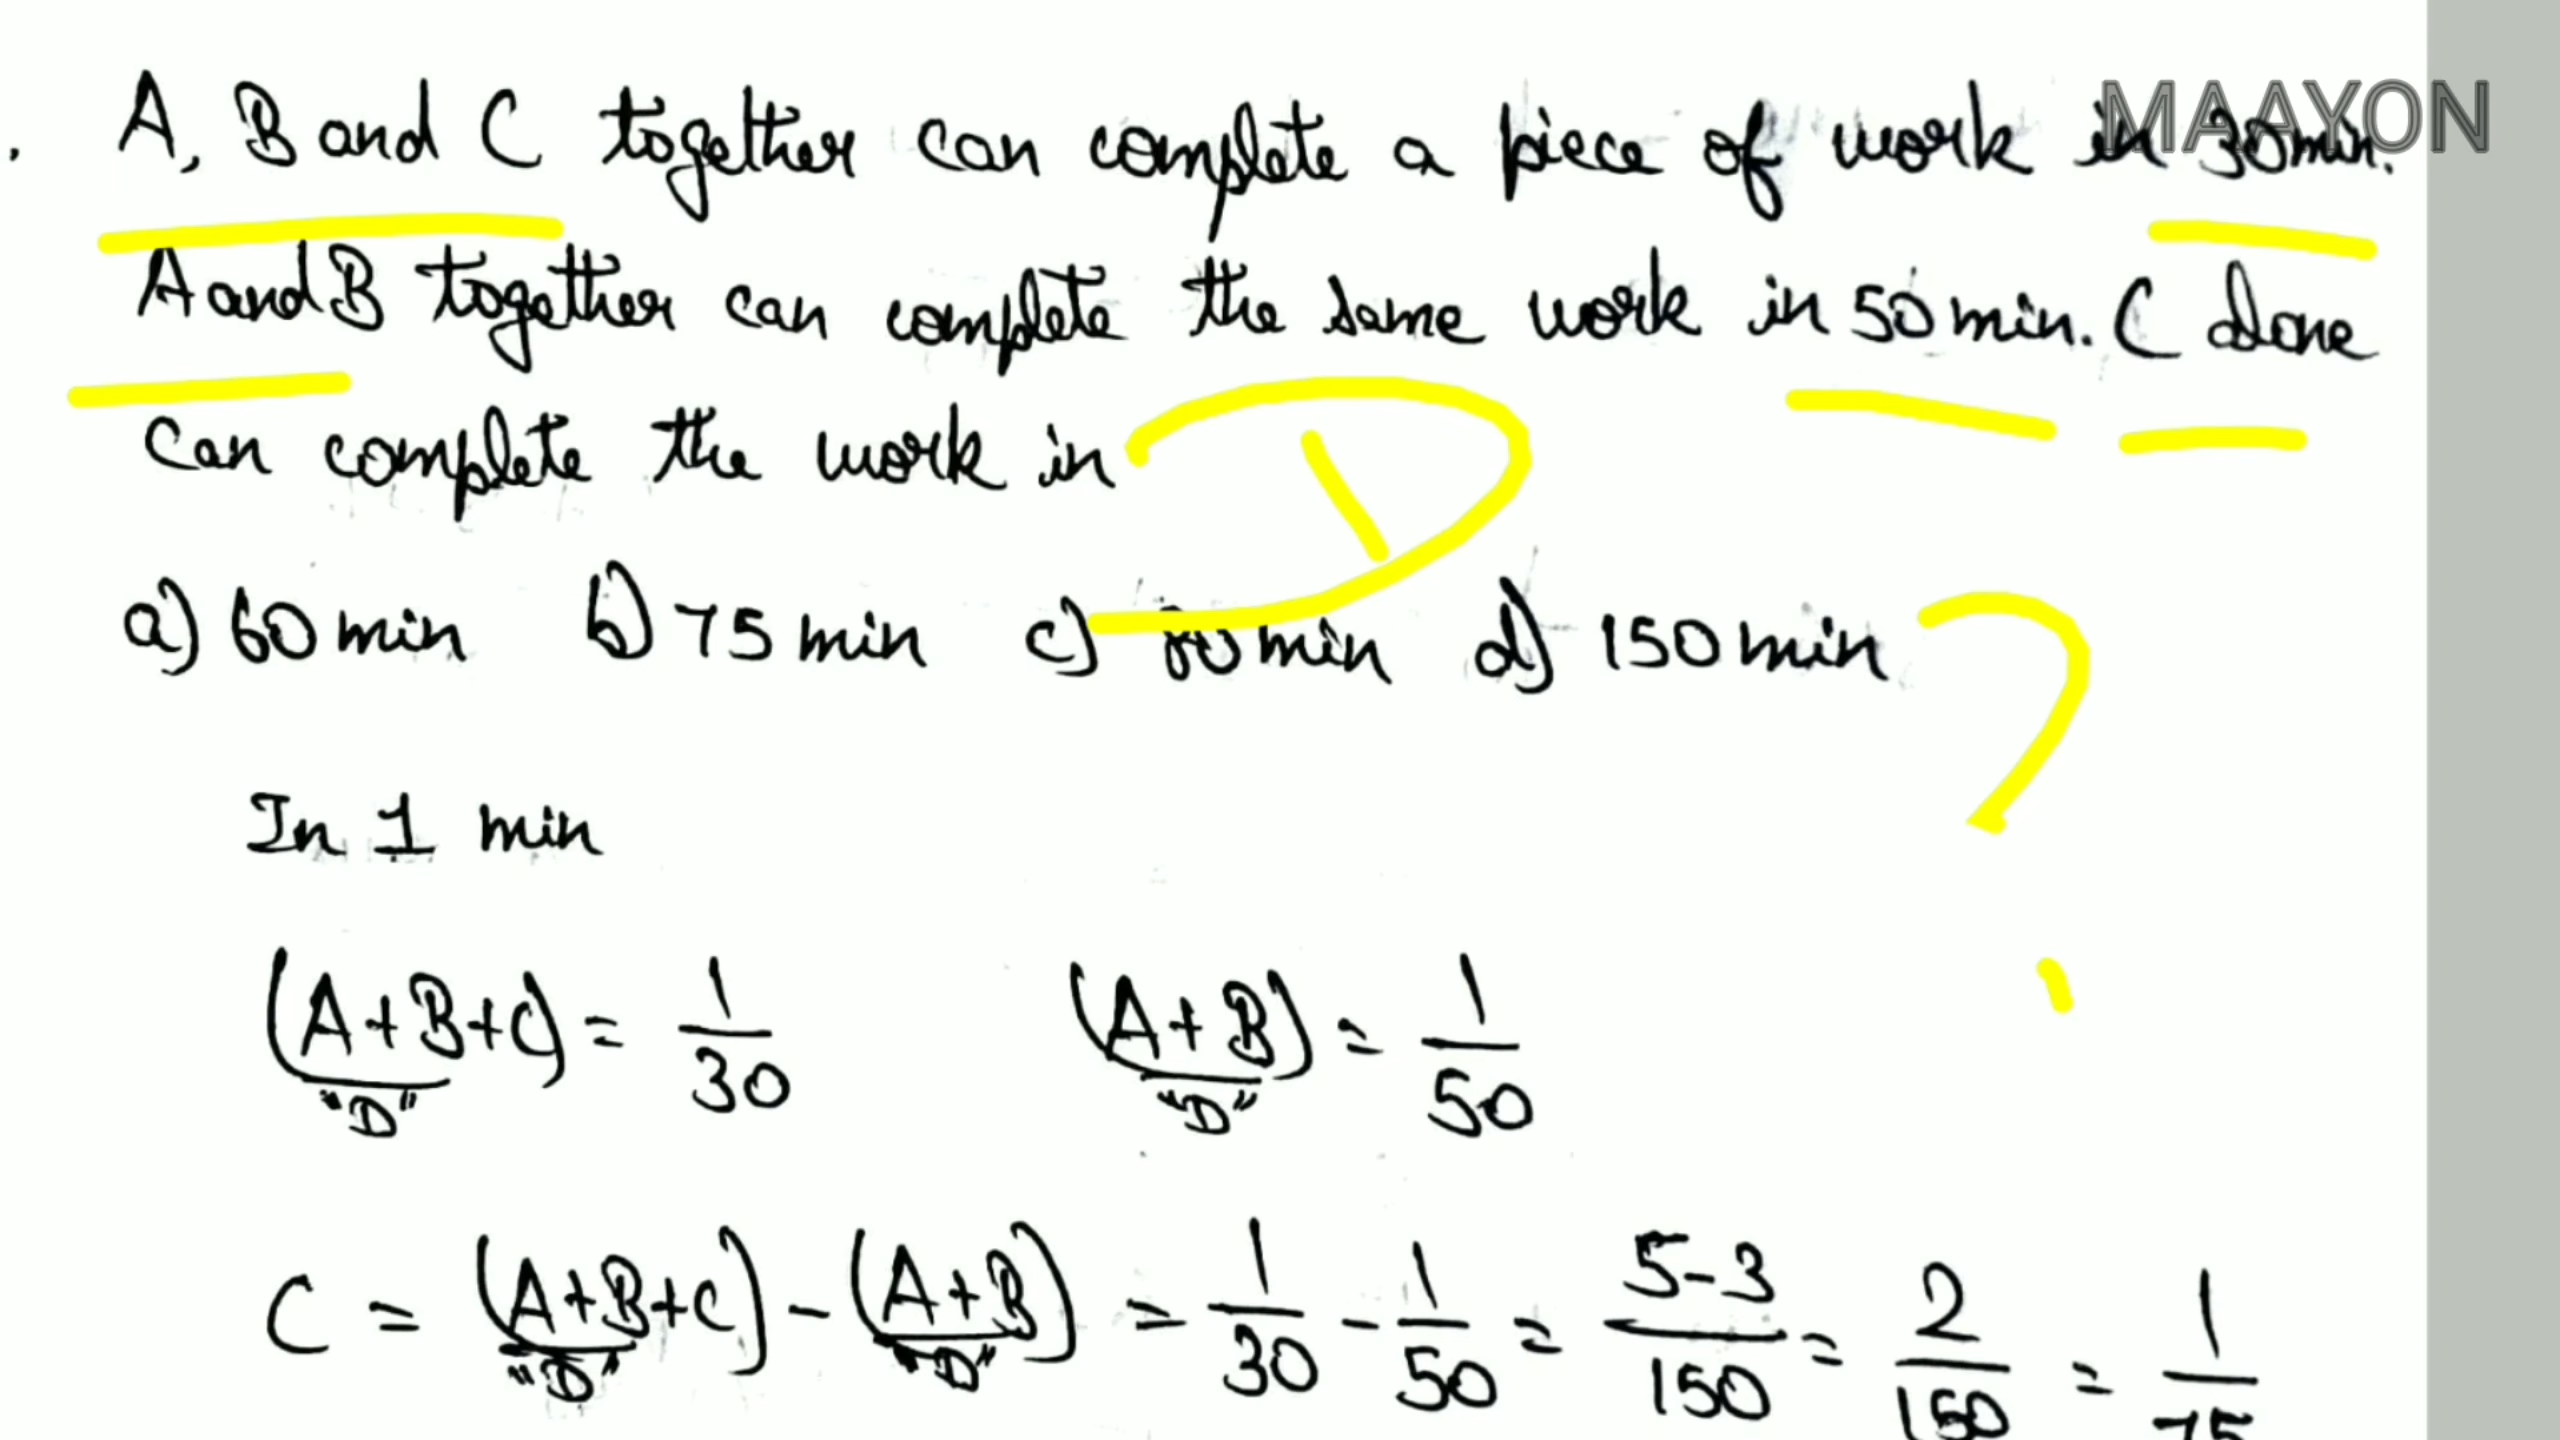 MAAYON
. A, B and C together can complete a piece of work in 30min.
A and B together can complete the same work in 50 min. C alone
can complete the work in
a) 60 min b) 75 min c) 80 min d) 150 min
?
In 1 min
(A+B+C) = 1/30 (A+B) = 1/50
"D" "D"
C = (A+B+C) - (A+B) = 1/30 - 1/50 = 5-3/150 = 2/150 = 1/75
"D" "D"